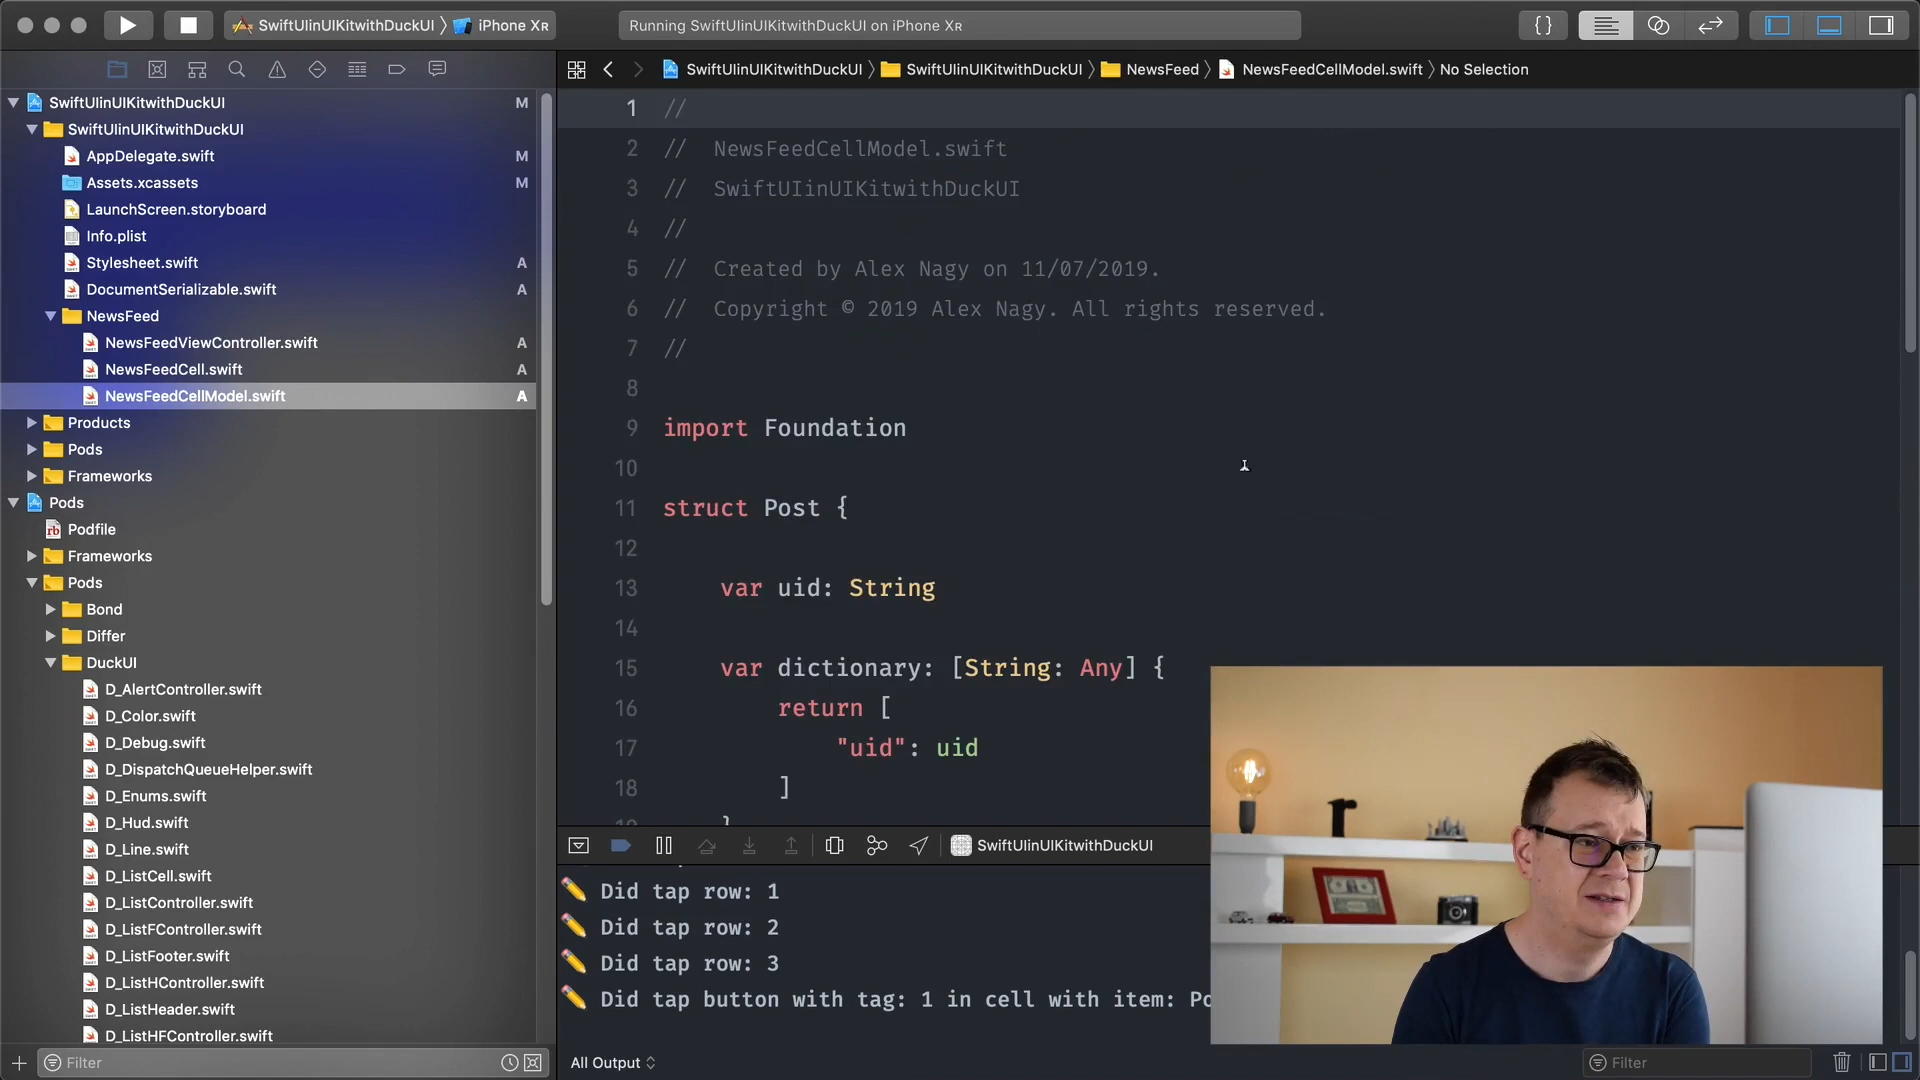 SwiftUIinUIKitwithDuckUI
iPhone XR
Running SwiftUIinUIKitwithDuckUI on iPhone XR
SwiftUIinUIKitwithDuckUI
SwiftUIinUIKitwithDuckUI
NewsFeed
NewsFeedCellModel.swift
No Selection
SwiftUIinUIKitwithDuckUI M
SwiftUIinUIKitwithDuckUI
AppDelegate.swift M
Assets.xcassets M
LaunchScreen.storyboard
Info.plist
Stylesheet.swift A
DocumentSerializable.swift A
NewsFeed
NewsFeedViewController.swift A
NewsFeedCell.swift A
NewsFeedCellModel.swift A
Products
Pods
Frameworks
Pods
rb Podfile
Frameworks
Pods
Bond
Differ
DuckUI
D_AlertController.swift
D_Color.swift
D_Debug.swift
D_DispatchQueueHelper.swift
D_Enums.swift
D_Hud.swift
D_Line.swift
D_ListCell.swift
D_ListController.swift
D_ListFController.swift
D_ListFooter.swift
D_ListHController.swift
D_ListHeader.swift
D_ListHFController.swift
Filter
1 //
2 // NewsFeedCellModel.swift
3 // SwiftUIinUIKitwithDuckUI
4 //
5 // Created by Alex Nagy on 11/07/2019.
6 // Copyright © 2019 Alex Nagy. All rights reserved.
7 //
8
9 import Foundation
10
11 struct Post {
12
13 var uid: String
14
15 var dictionary: [String: Any] {
16 return [
17 "uid": uid
18 ]
19 }
SwiftUIinUIKitwithDuckUI
✏️ Did tap row: 1
✏️ Did tap row: 2
✏️ Did tap row: 3
✏️ Did tap button with tag: 1 in cell with item: Po
All Output
Filter